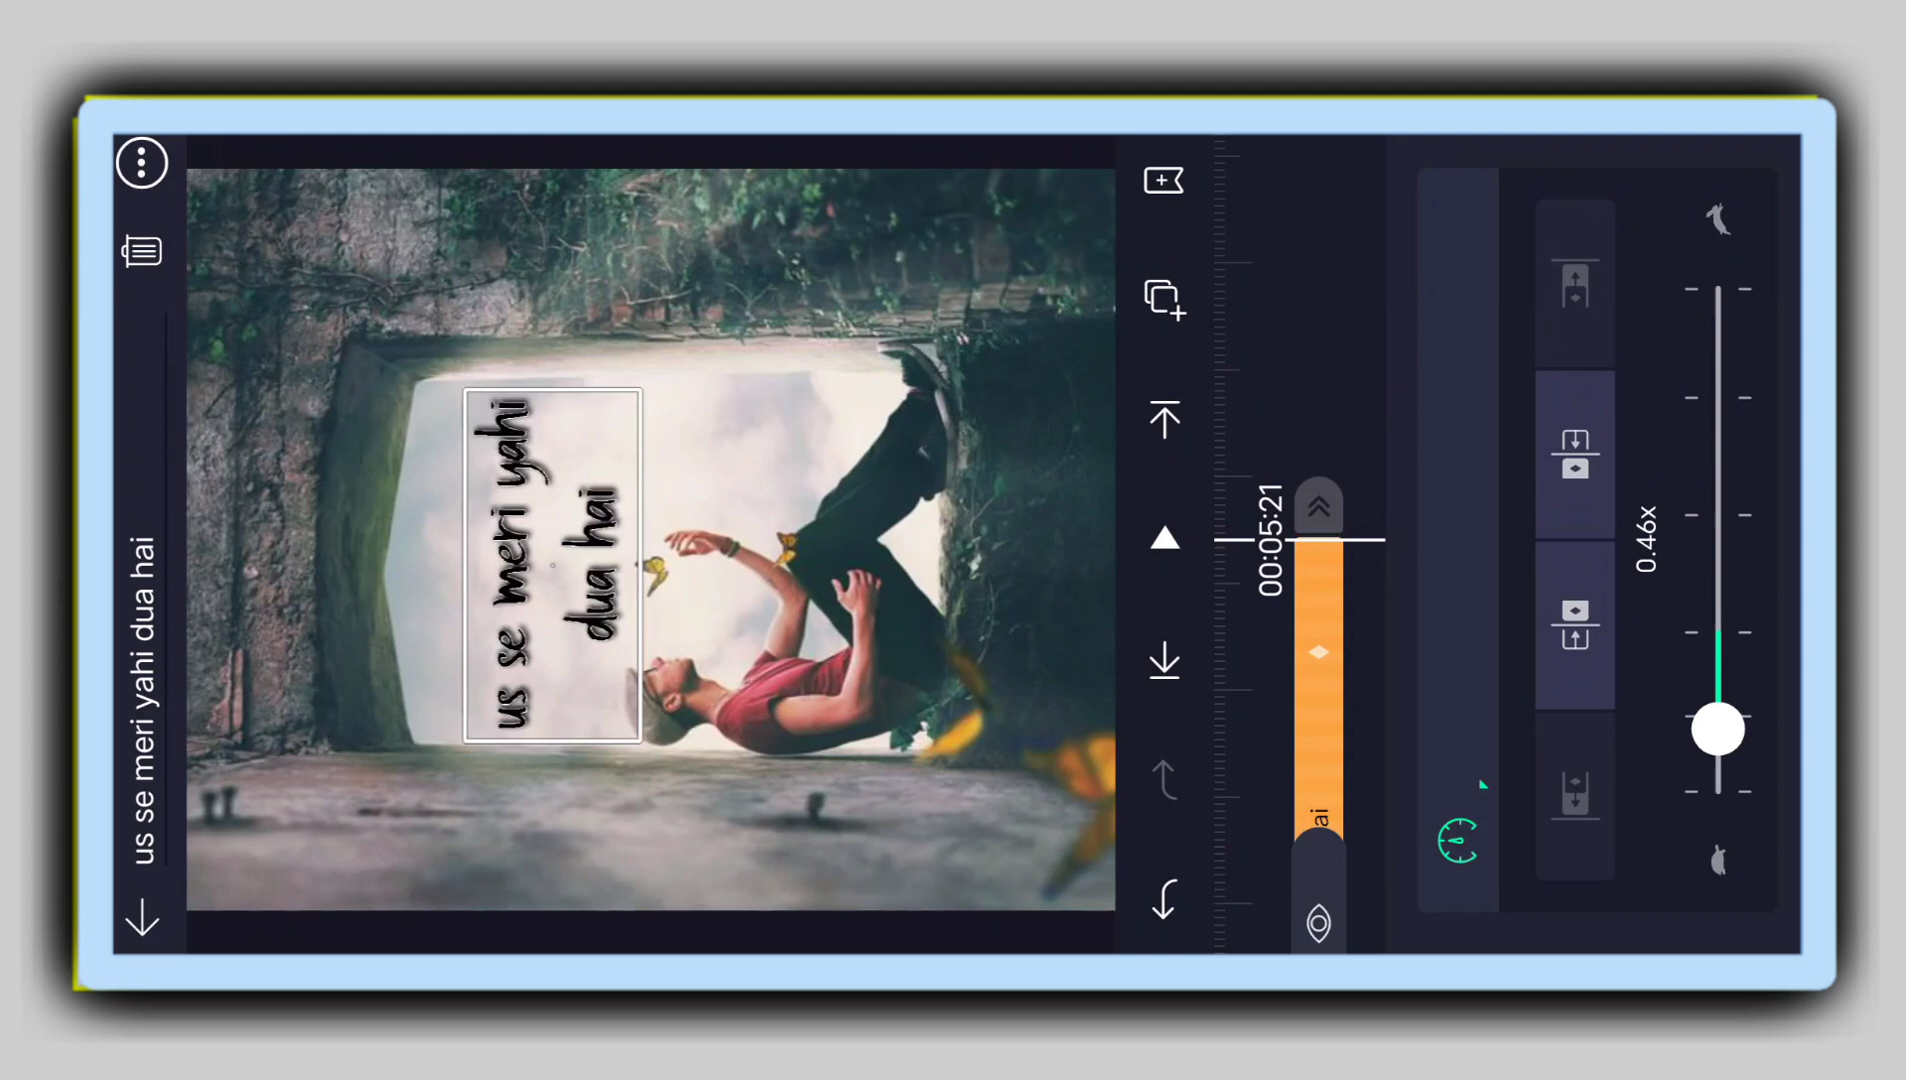 us se meri yahi dua hai
us se meri yahi
dua hai
00:05:21
ai
0.46x